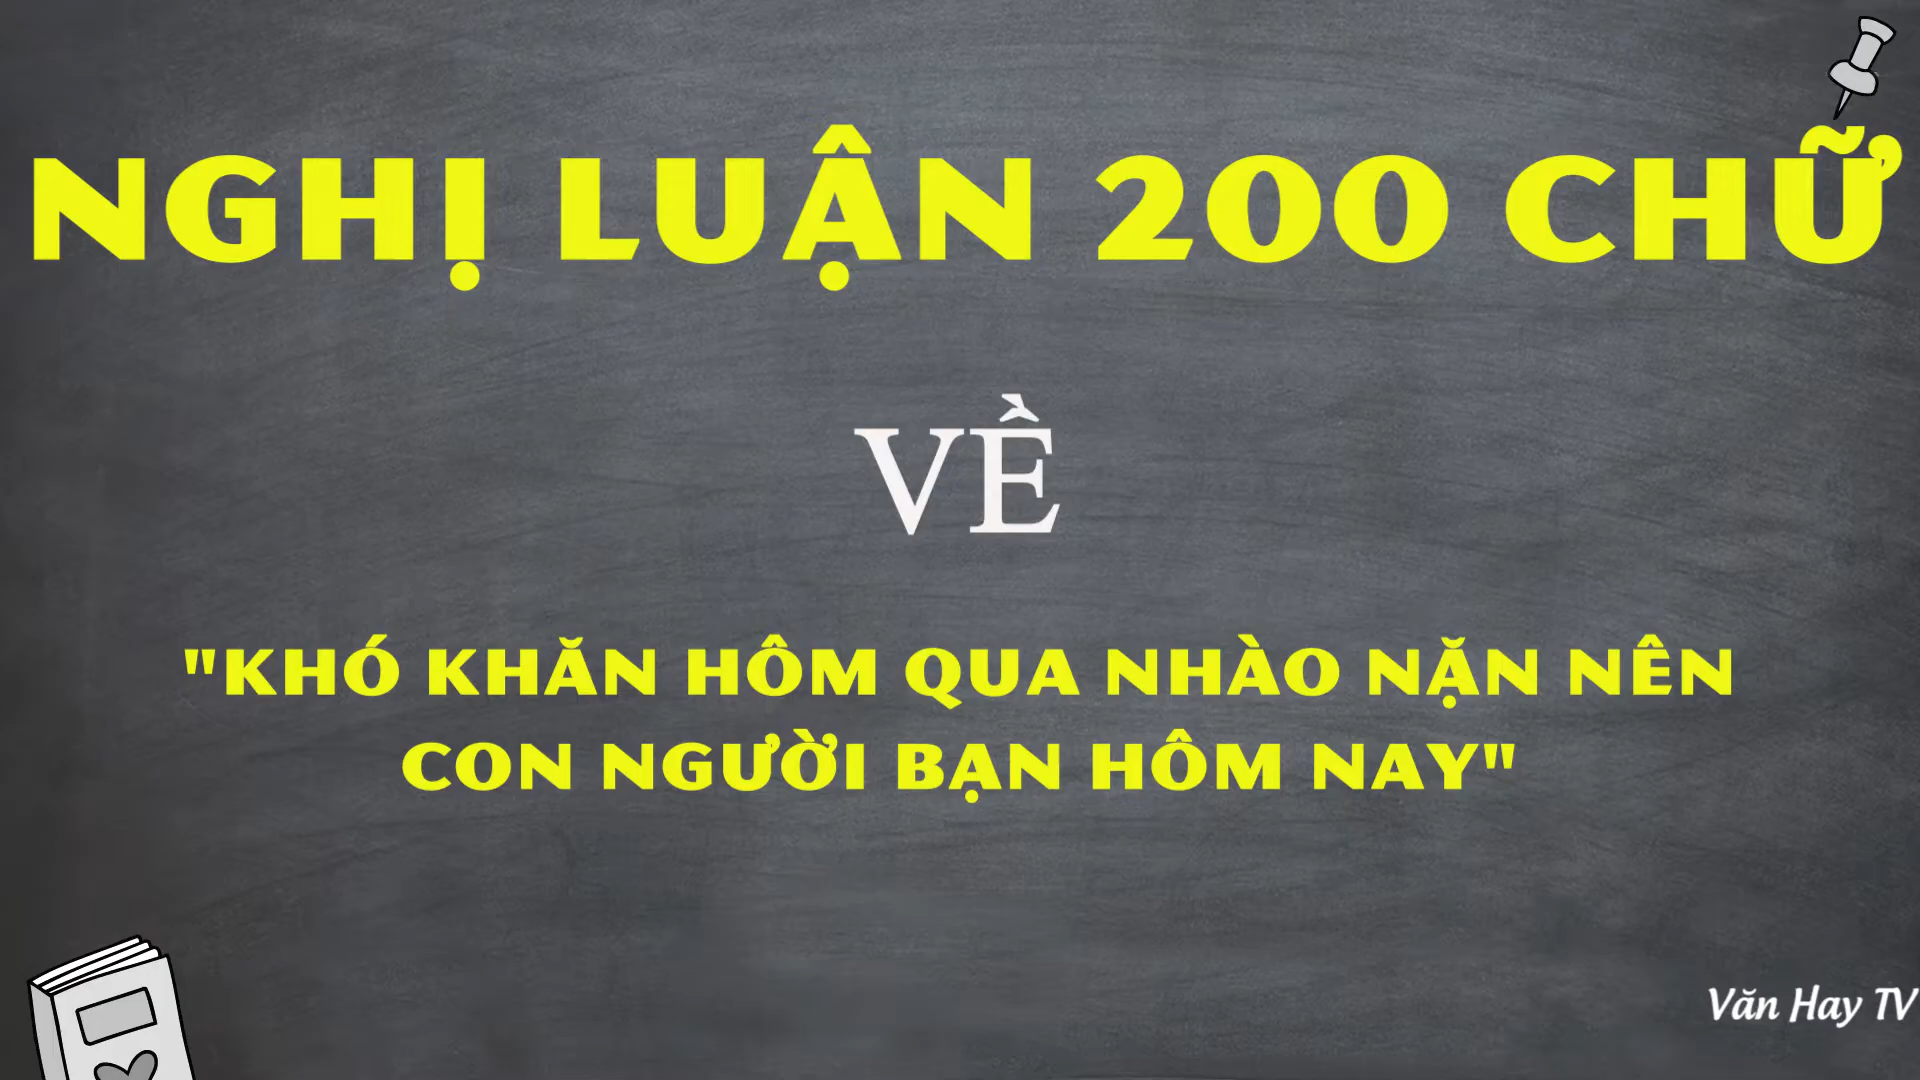 NGHỊ LUẬN 200 CHỮ
VỀ
"KHÓ KHĂN HÔM QUA NHÀO NẶN NÊN
CON NGƯỜI BẠN HÔM NAY"
Văn Hay TV